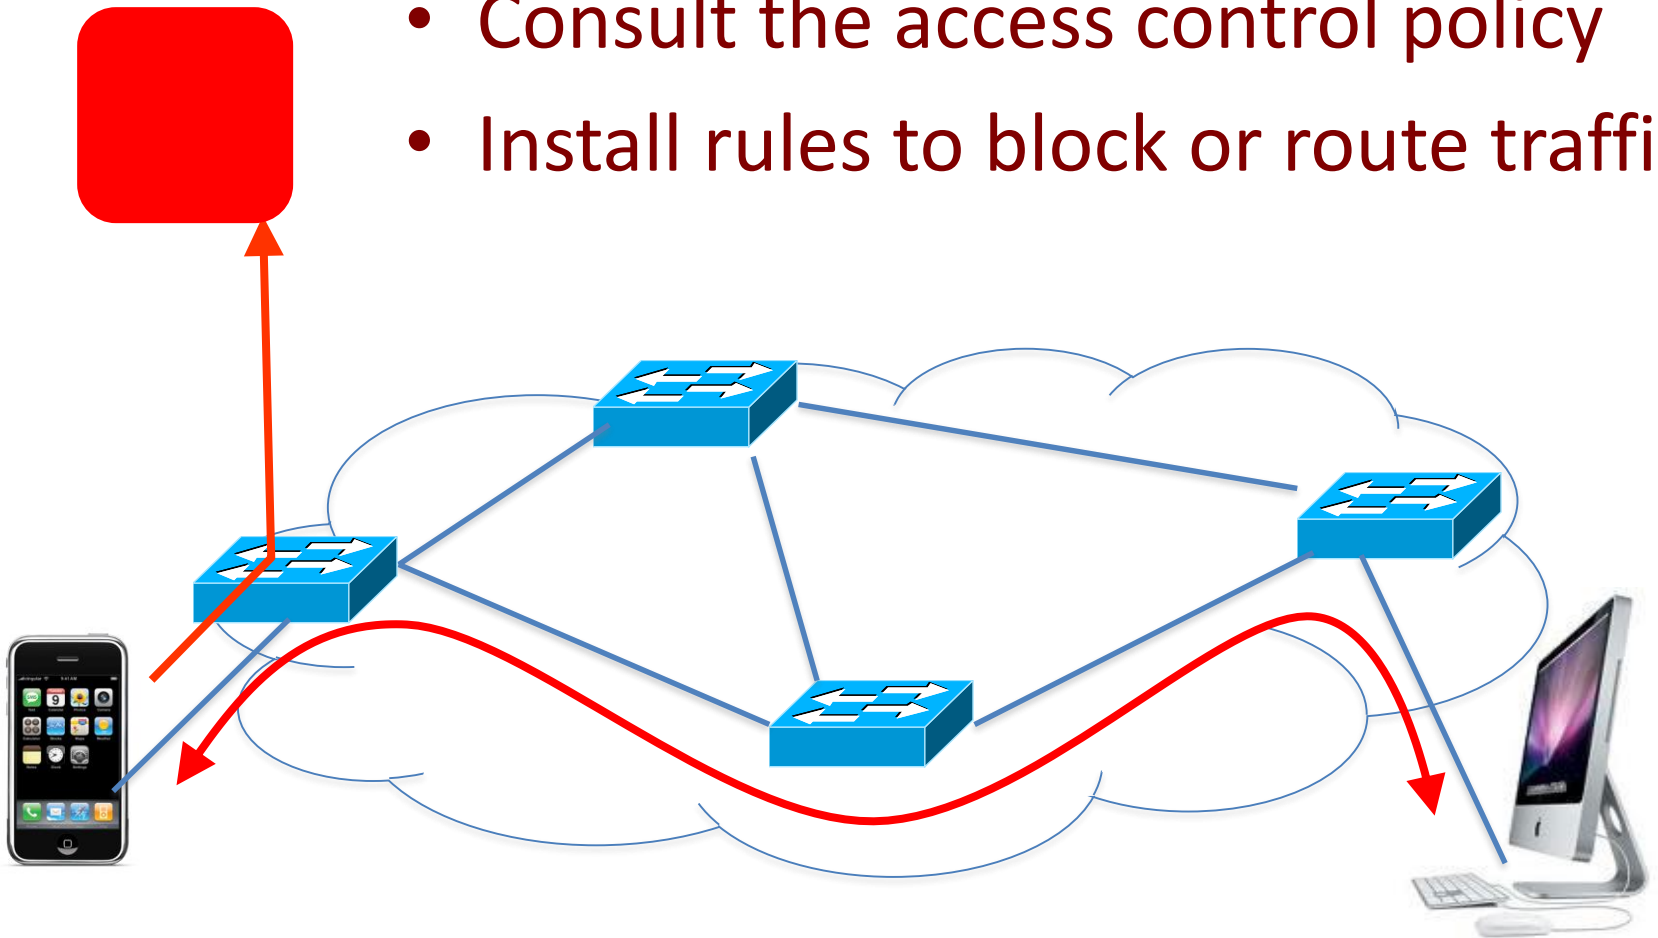 • Consult the access control policy
• Install rules to block or route traffi